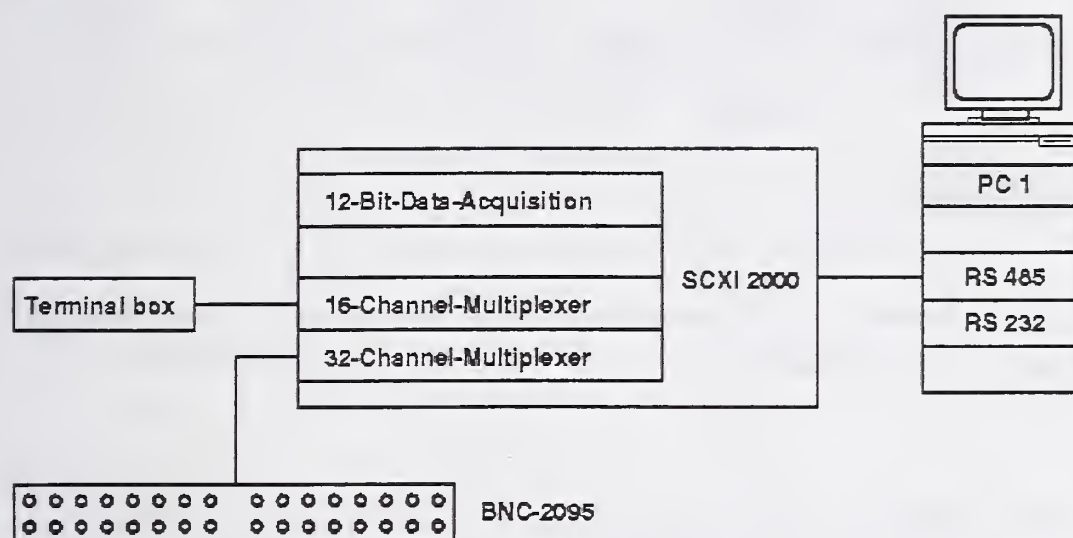 PC 1
12-Bit-Data-Acquisition
SCXI 2000
RS 485
Terminal box
16-Channel-Multiplexer
RS 232
32-Channel-Multiplexer
BNC-2095